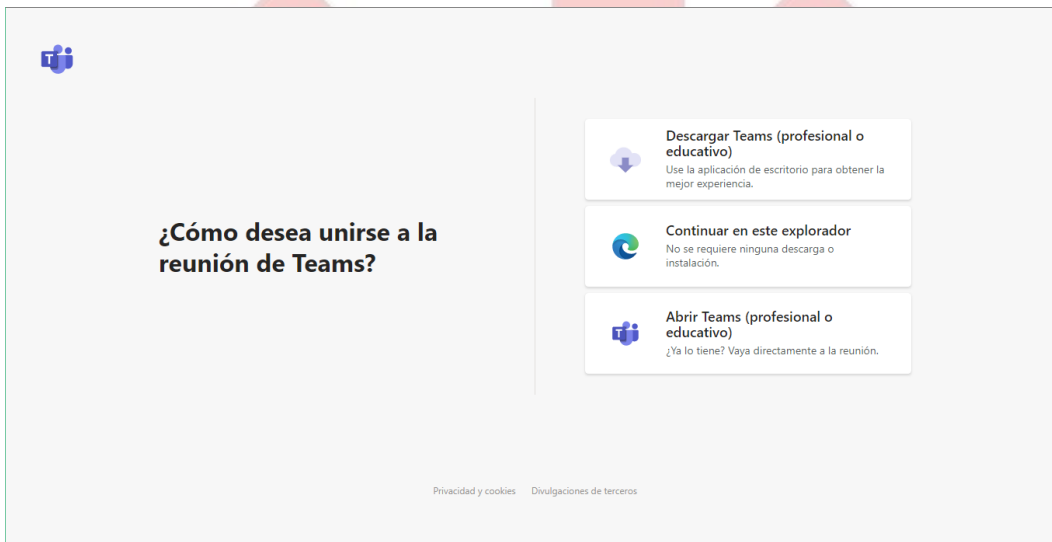 ¿Cómo desea unirse a la
reunión de Teams?
Descargar Teams (profesional o
educativo)
Use la aplicación de escritorio para obtener la
mejor experiencia.
Continuar en este explorador
No se requiere ninguna descarga o
instalación.
Abrir Teams (profesional o
educativo)
¿Ya lo tiene? Vaya directamente a la reunión.
Privacidad y cookies Divulgaciones de terceros